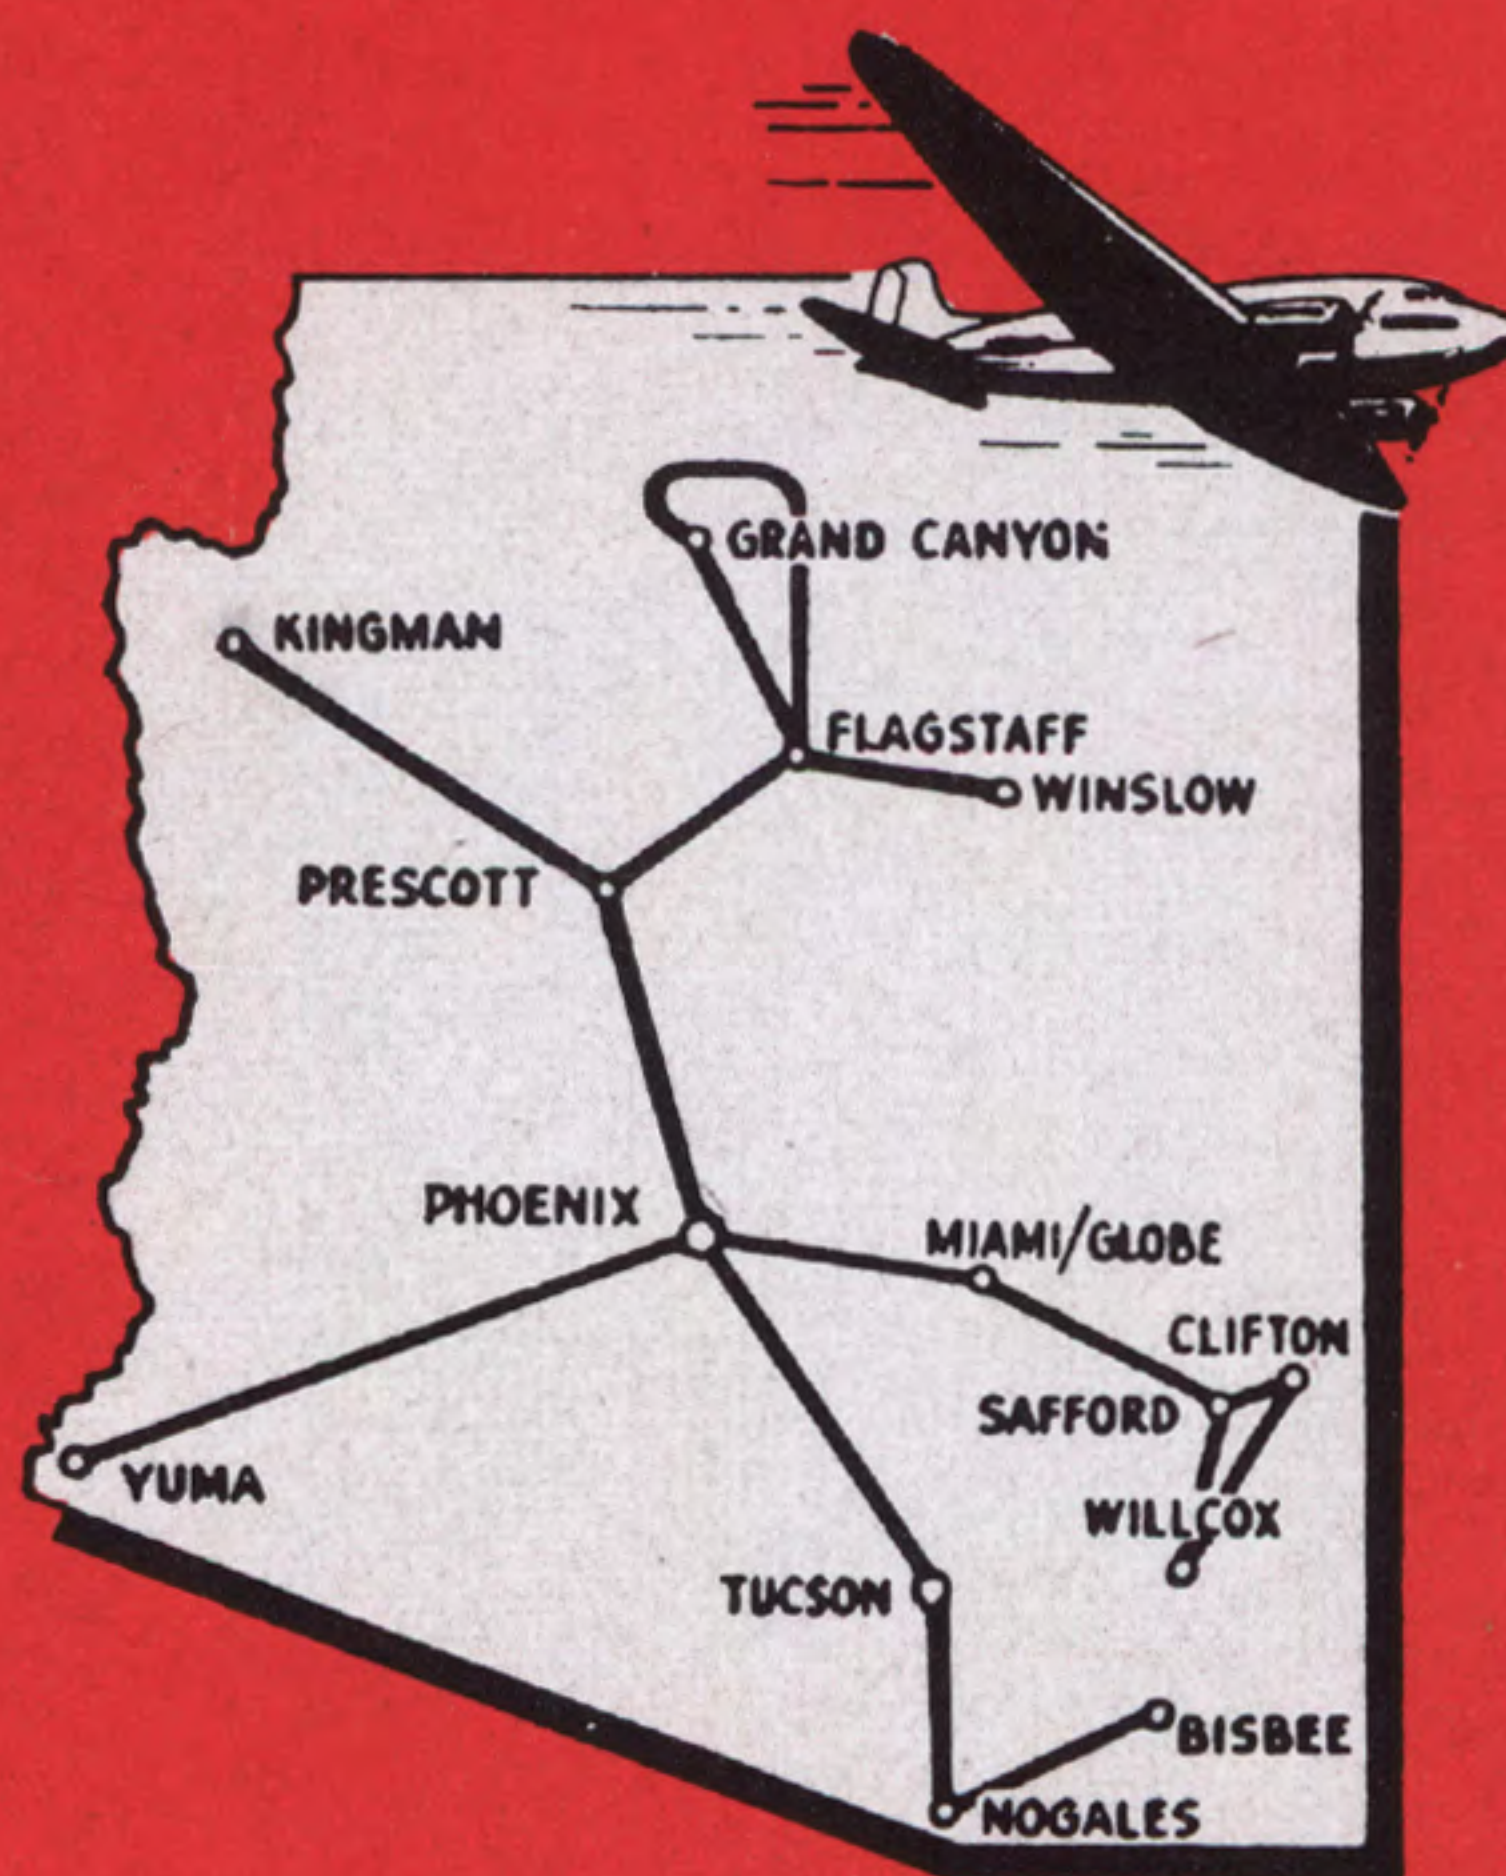 GRAND CANYON
KINGMAN
FLAGSTAFF
WINSLOW
PRESCOTT
PHOENIX
MIAMI/GLOBE
CLIFTON
SAFFORD
YUMA
WILLCOX
TUCSON
BISBEE
NOGALES